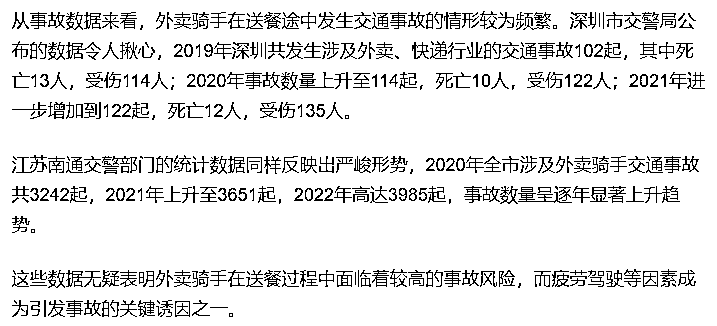 从事故数据来看，外卖骑手在送餐途中发生交通事故的情形较为频繁。深圳市交警局公
布的数据令人揪心，2019年深圳共发生涉及外卖、快递行业的交通事故102起，其中死
亡13人，受伤114人；2020年事故数量上升至114起，死亡10人，受伤122人；2021年进
一步增加到122起，死亡12人，受伤135人。
江苏南通交警部门的统计数据同样反映出严峻形势，2020年全市涉及外卖骑手交通事故
共3242起，2021年上升至3651起，2022年高达3985起，事故数量呈逐年显著上升趋
势。
这些数据无疑表明外卖骑手在送餐过程中面临着较高的事故风险，而疲劳驾驶等因素成
为引发事故的关键诱因之一。